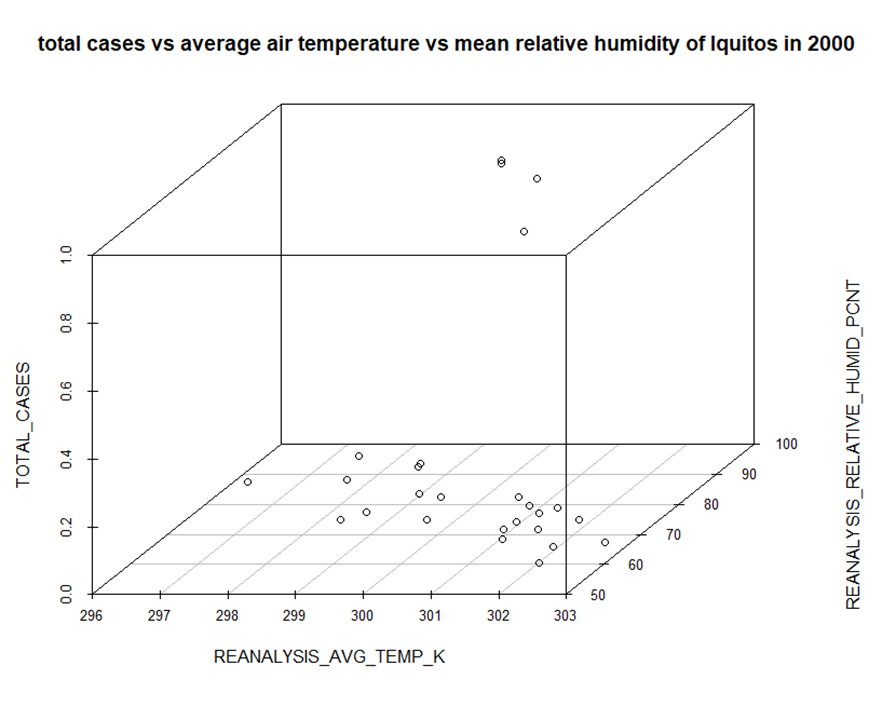 total cases vs average air temperature vs mean relative humidity of Iquitos in 2000
1.0
0.8
0.6
0.4
0.2
0.0
TOTAL_CASES
296 297 298 299 300 301 302 303
REANALYSIS_AVG_TEMP_K
100
90
80
70
60
50
REANALYSIS_RELATIVE_HUMID_PCNT